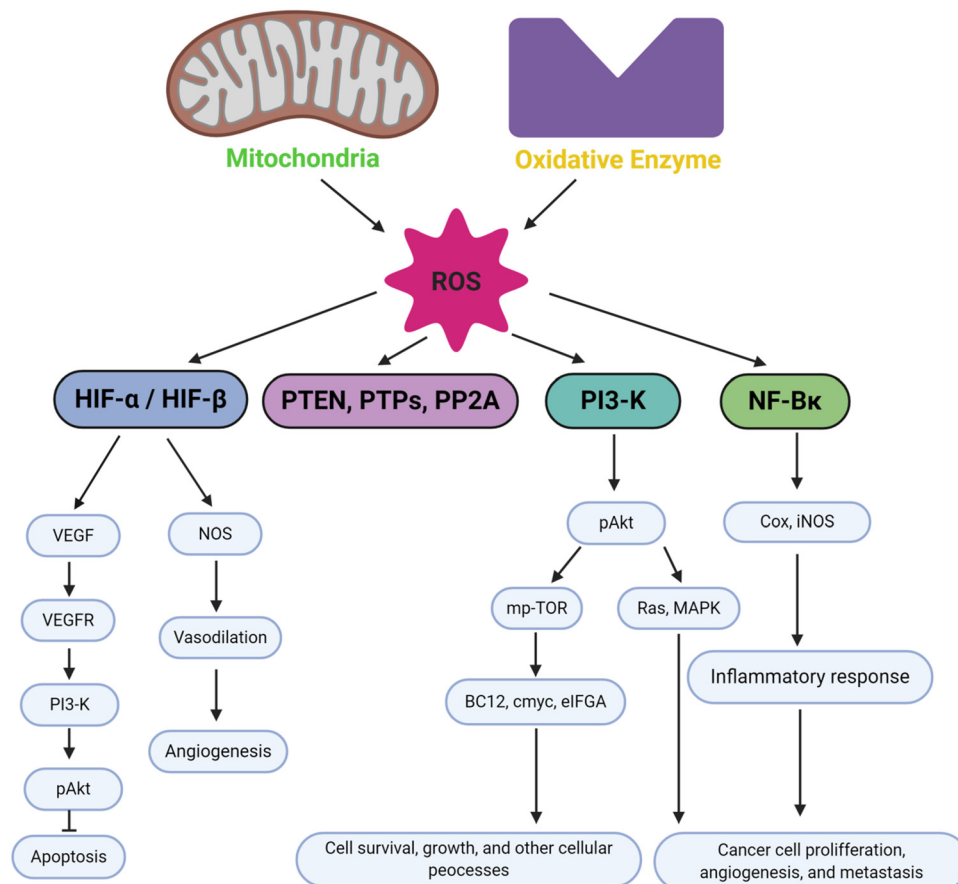 Mitochondria
Oxidative Enzyme
ROS
HIF-α / HIF-β
PTEN, PTPs, PP2A
PI3-K
NF-Bκ
VEGF
NOS
pAkt
Cox, iNOS
VEGFR
Vasodilation
mp-TOR
Ras, MAPK
PI3-K
BC12, cmyc, eIFGA
Inflammatory response
Angiogenesis
pAkt
Apoptosis
Cell survival, growth, and other cellular
peocesses
Cancer cell prolifferation,
angiogenesis, and metastasis